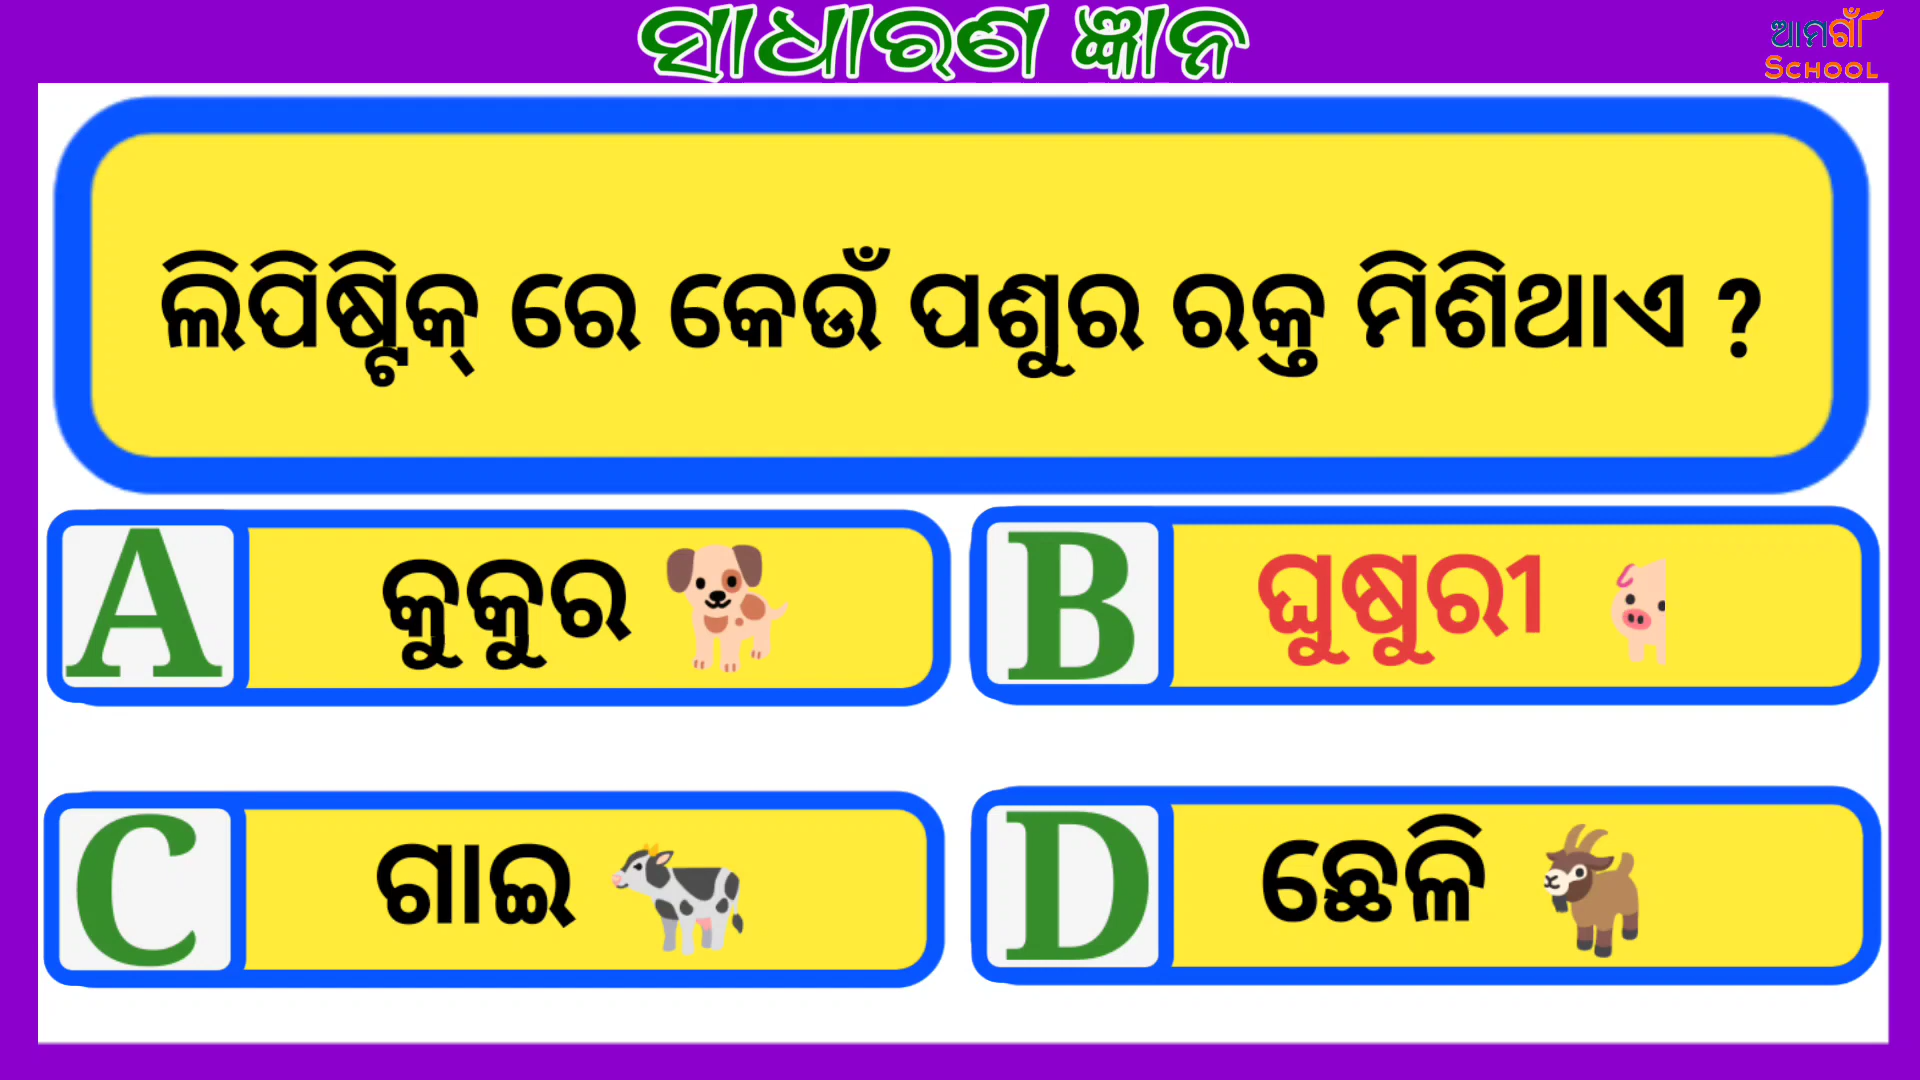 ସାଧାରଣ ଜ୍ଞାନ
ଆମଗାଁ
SCHOOL
ଲିପିଷ୍ଟିକ୍ ରେ କେଉଁ ପଶୁର ରକ୍ତ ମିଶିଥାଏ ?
A
କୁକୁର
B
ଘୁଷୁରୀ
C
ଗାଇ
D
ଛେଳି